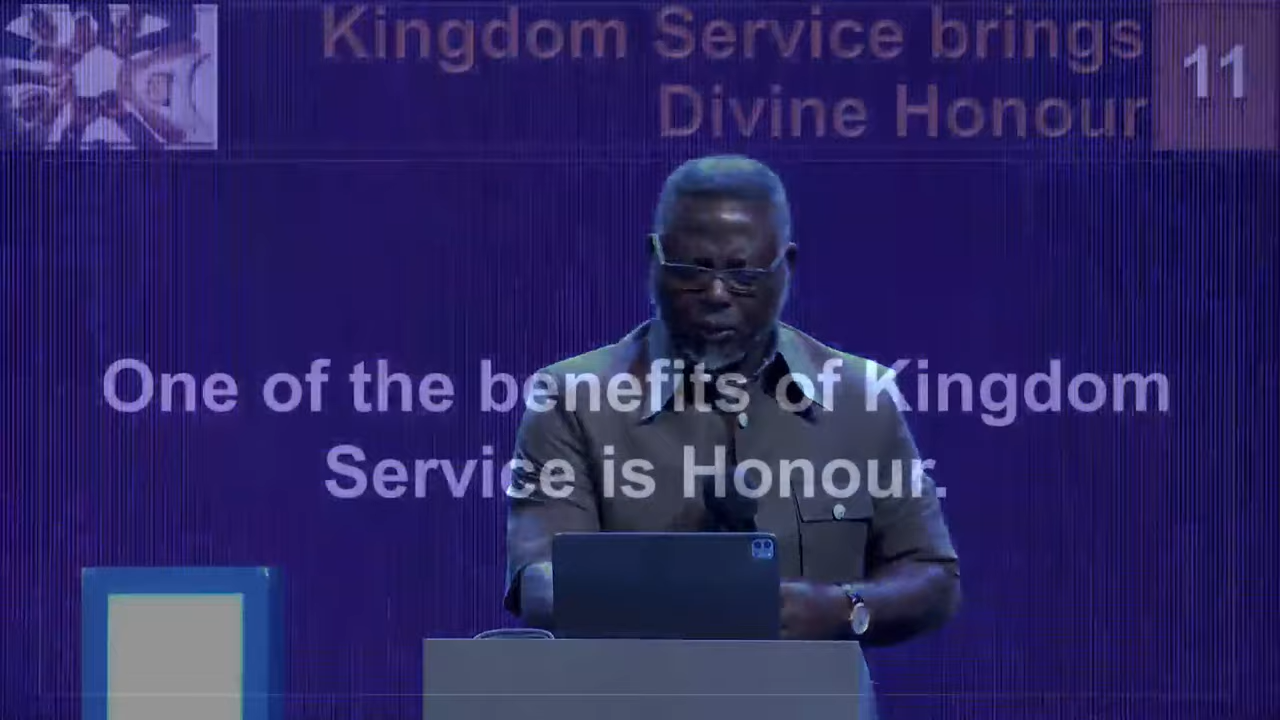 Kingdom Service brings
Divine Honour
11
One of the benefits of Kingdom
Service is Honour.